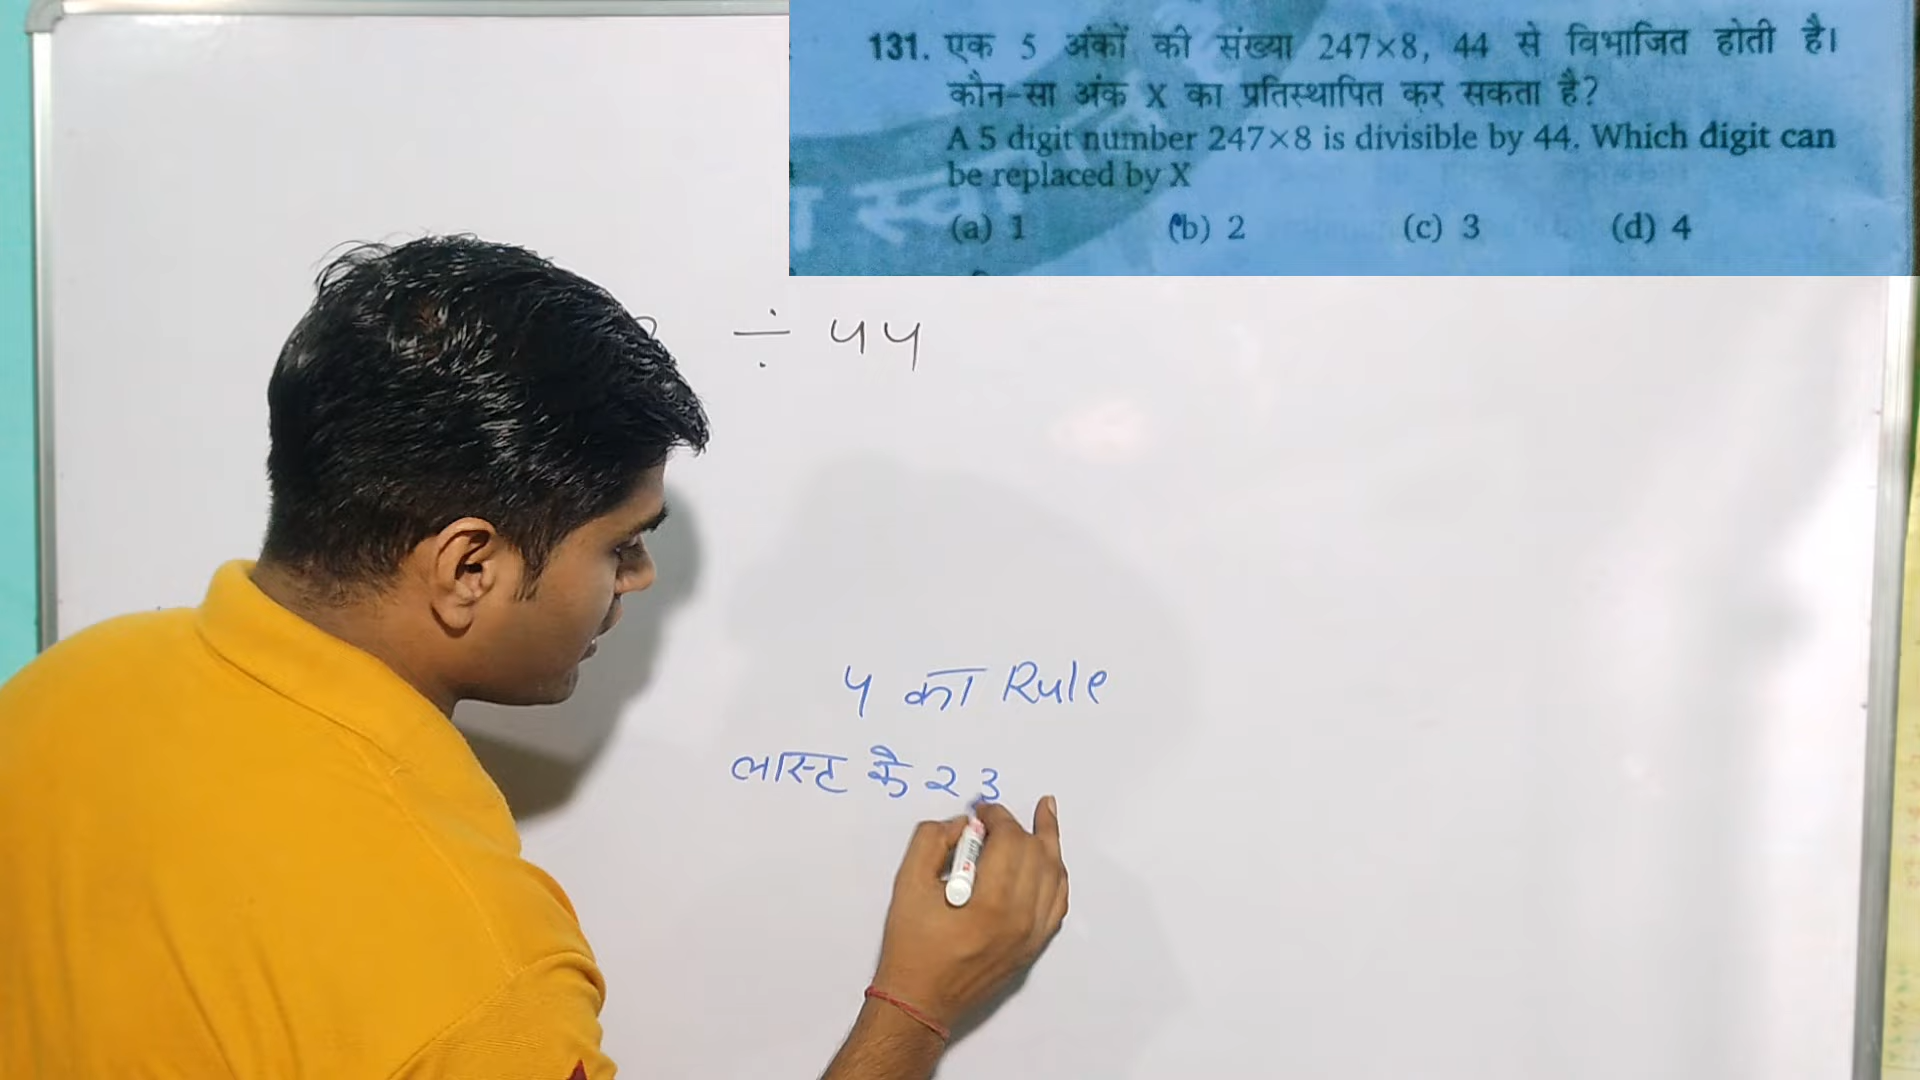 131. एक 5 अंकों की संख्या 247×8, 44 से विभाजित होती है।
कौन-सा अंक X का प्रतिस्थापित कर सकता है?
A 5 digit number 247×8 is divisible by 44. Which digit can
be replaced by X
(a) 1 (b) 2 (c) 3 (d) 4
÷ 44
4 का Rule
लास्ट के 2